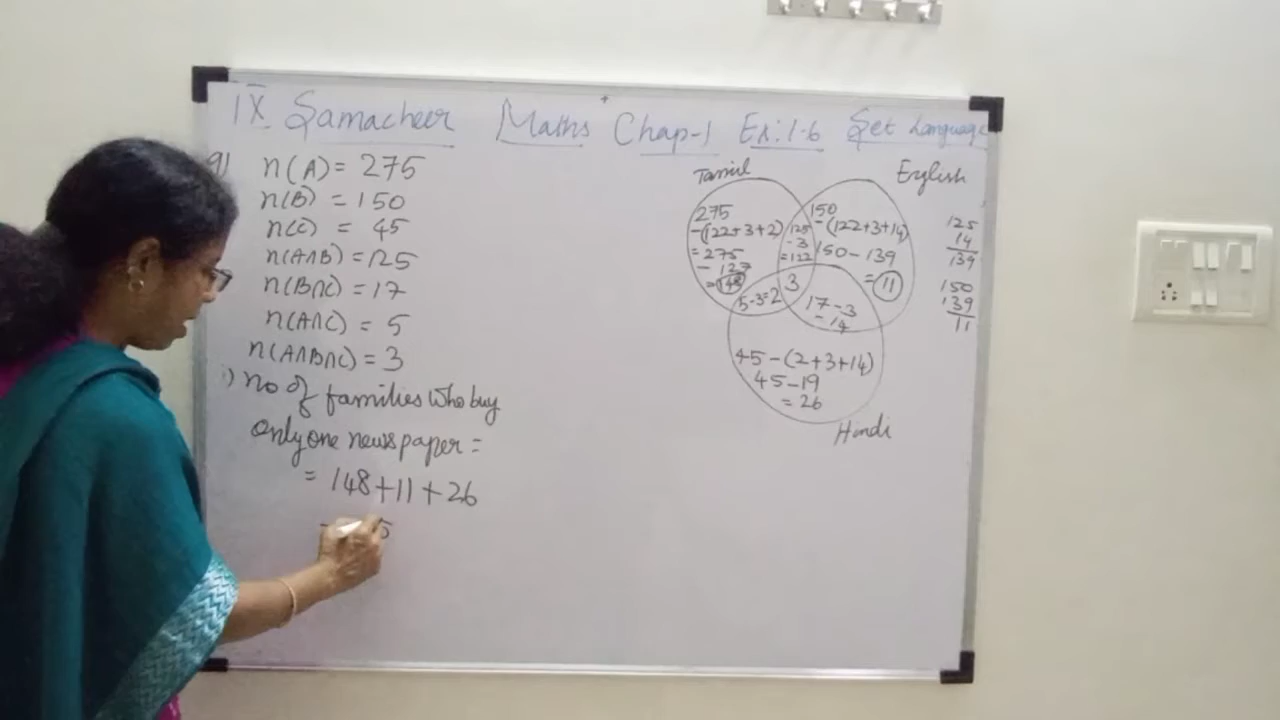 IX Samacheer Maths Chap-1 Ex:1.6 Set Language
9) n(A) = 275
n(B) = 150
n(C) = 45
n(A∩B) = 125
n(B∩C) = 17
n(A∩C) = 5
n(A∩B∩C) = 3
i) No of families who buy
only one newspaper =
= 148+11+26
5
Tamil
275
-(122+3+2)
= 275
- 127
= 148
125
- 3
= 122
English
150
-(122+3+14)
150 - 139
= 11
3
5-3=2
17-3
- 14
45-(2+3+14)
45-19
= 26
Hindi
125
14
139
150
139
11